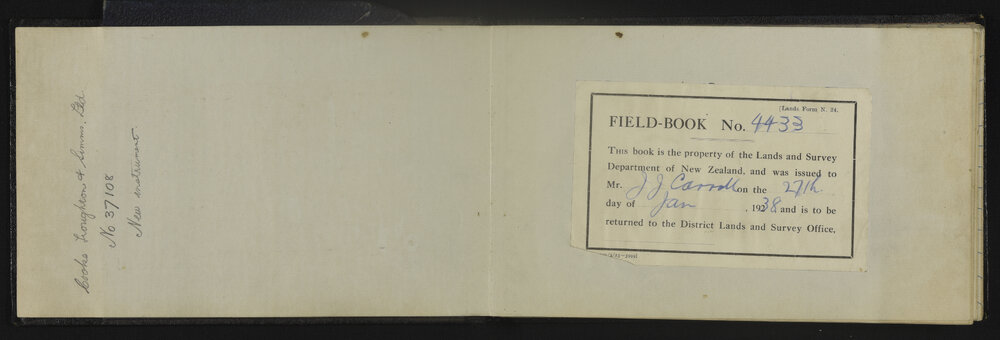 Cooke Troughton & Simms, Ltd
No 37108
New instrument
[Lands Form N. 34.
FIELD-BOOK No. 4433
THIS book is the property of the Lands and Survey
Department of New Zealand, and was issued to
Mr. J J Carroll on the 27th
day of Jan , 1938 and is to be
returned to the District Lands and Survey Office,